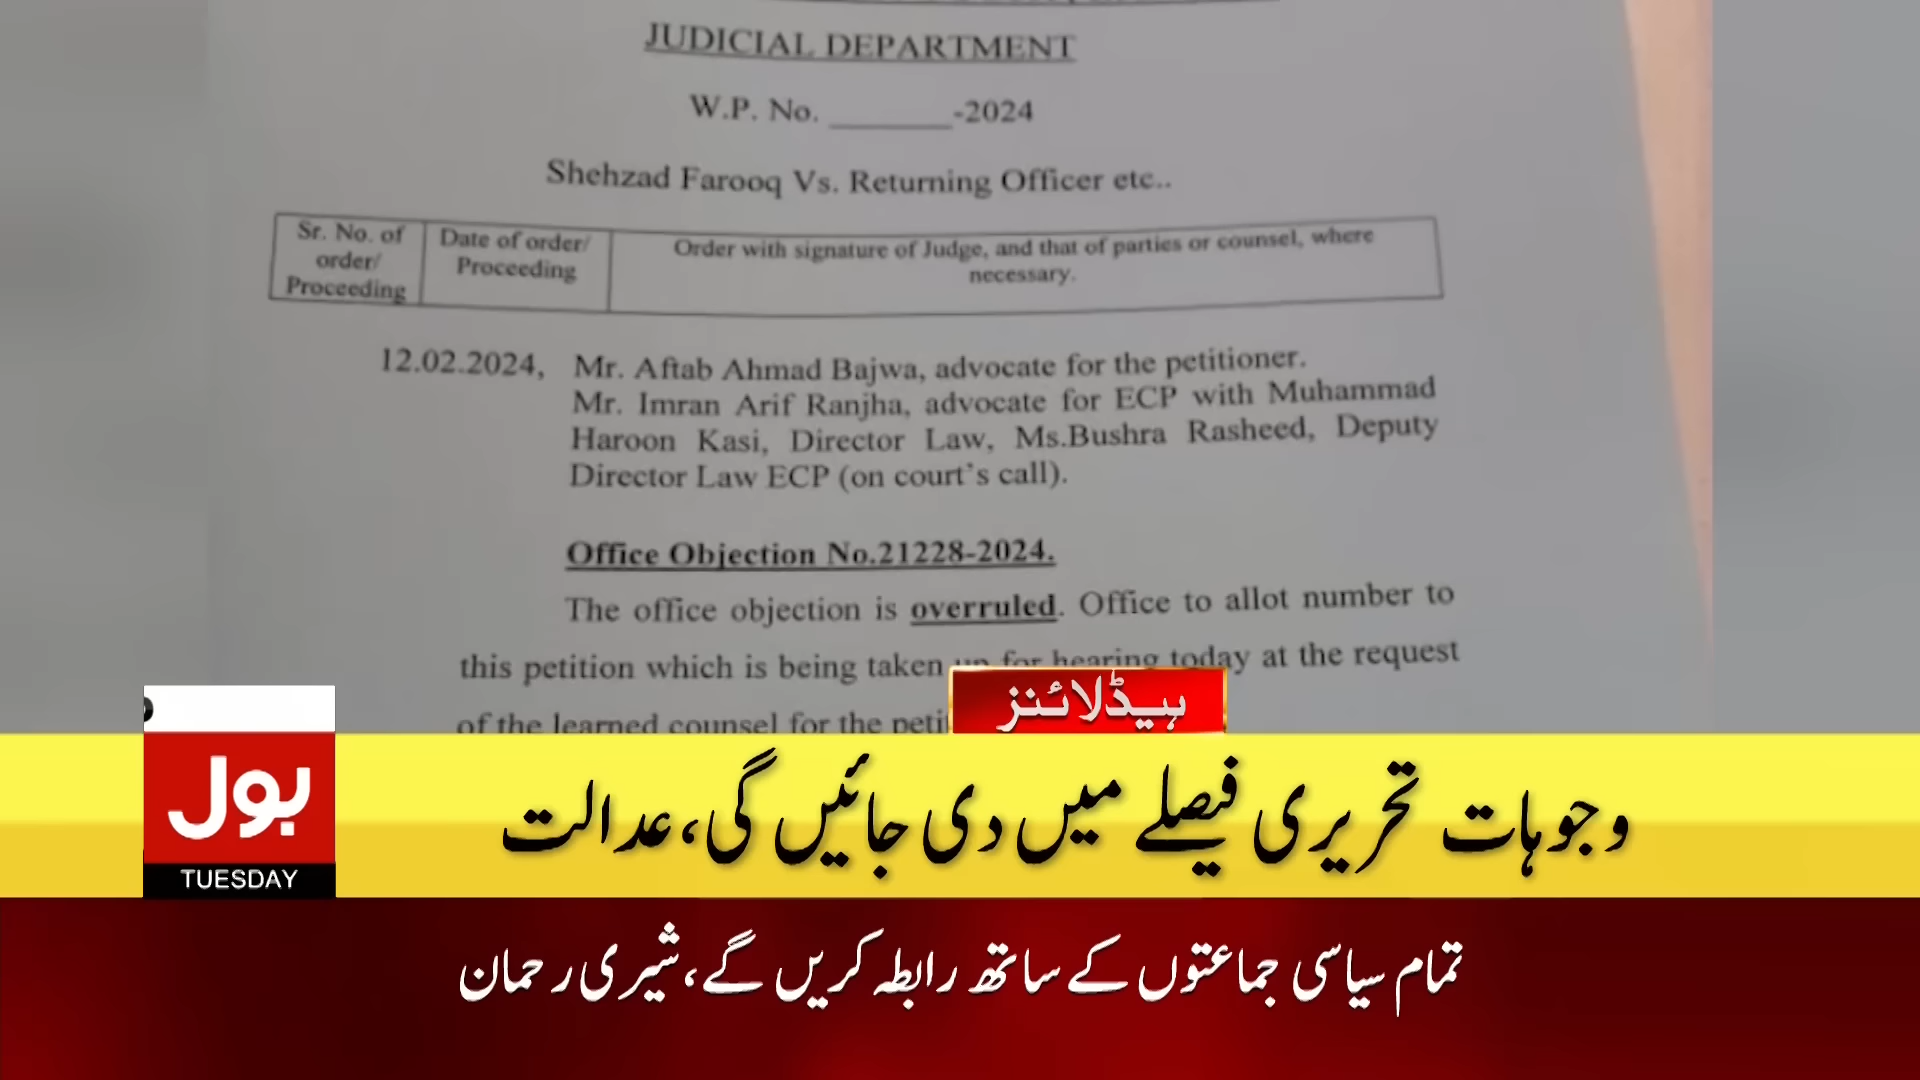 JUDICIAL DEPARTMENT
W.P. No. _______-2024
Shehzad Farooq Vs. Returning Officer etc..
Sr. No. of order/ Proceeding
Date of order/ Proceeding
Order with signature of Judge, and that of parties or counsel, where necessary.
12.02.2024, Mr. Aftab Ahmad Bajwa, advocate for the petitioner.
Mr. Imran Arif Ranjha, advocate for ECP with Muhammad
Haroon Kasi, Director Law, Ms.Bushra Rasheed, Deputy
Director Law ECP (on court's call).
Office Objection No.21228-2024.
The office objection is overruled. Office to allot number to
this petition which is being taken up for hearing today at the request
of the learned counsel for the
ہیڈلائنز
وجوہات تحریری فیصلے میں دی جائیں گی، عدالت
بول
TUESDAY
تمام سیاسی جماعتوں کے ساتھ رابطہ کریں گے، شیری رحمان